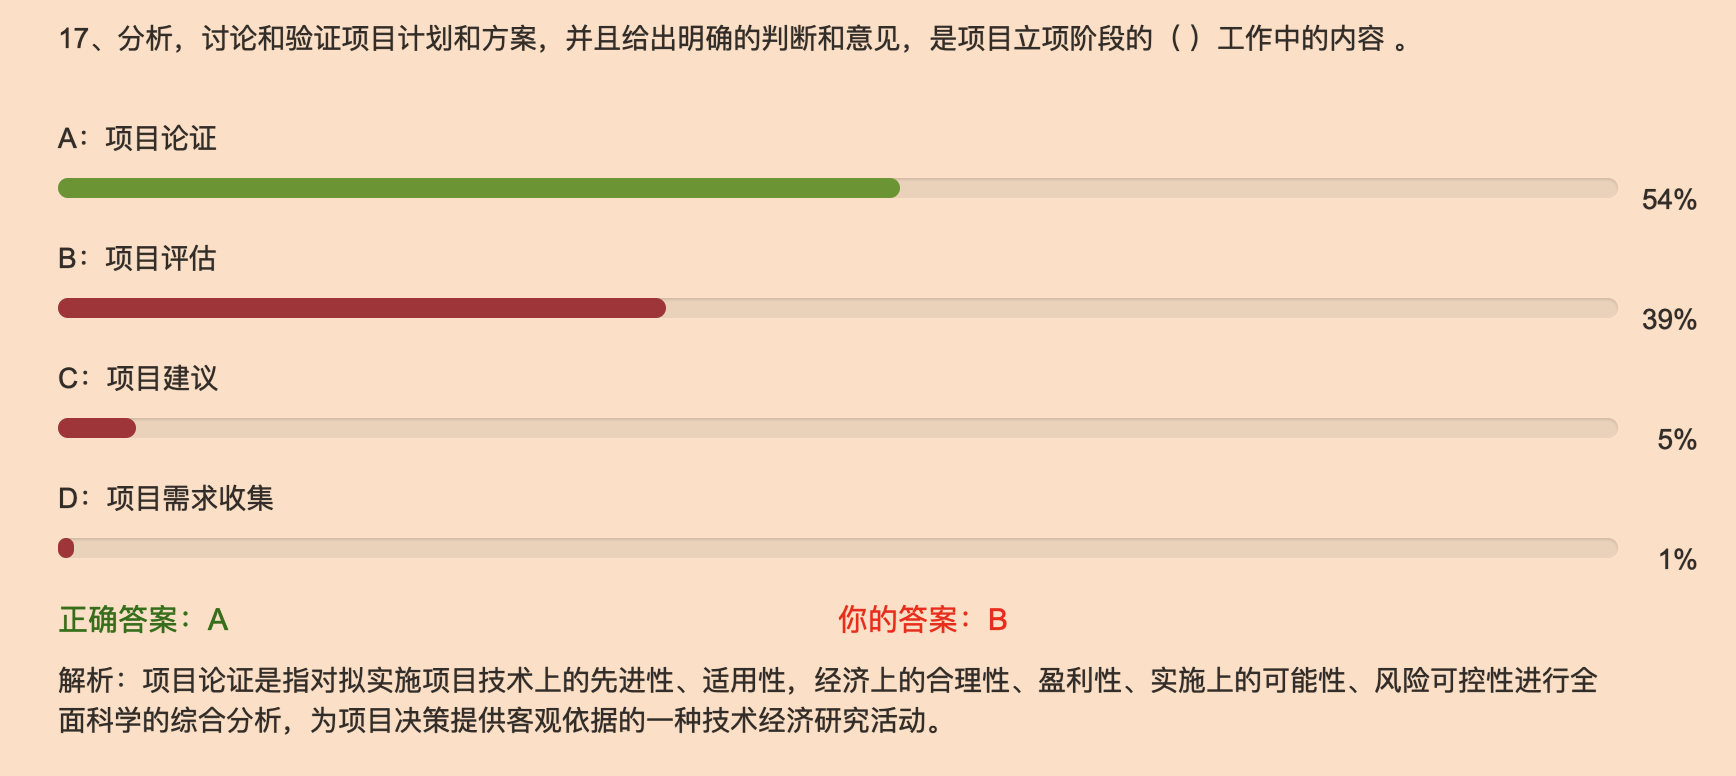 17、分析，讨论和验证项目计划和方案，并且给出明确的判断和意见，是项目立项阶段的（ ）工作中的内容 。
A：项目论证
54%
B：项目评估
39%
C：项目建议
5%
D：项目需求收集
1%
正确答案：A 你的答案：B
解析：项目论证是指对拟实施项目技术上的先进性、适用性，经济上的合理性、盈利性、实施上的可能性、风险可控性进行全
面科学的综合分析，为项目决策提供客观依据的一种技术经济研究活动。